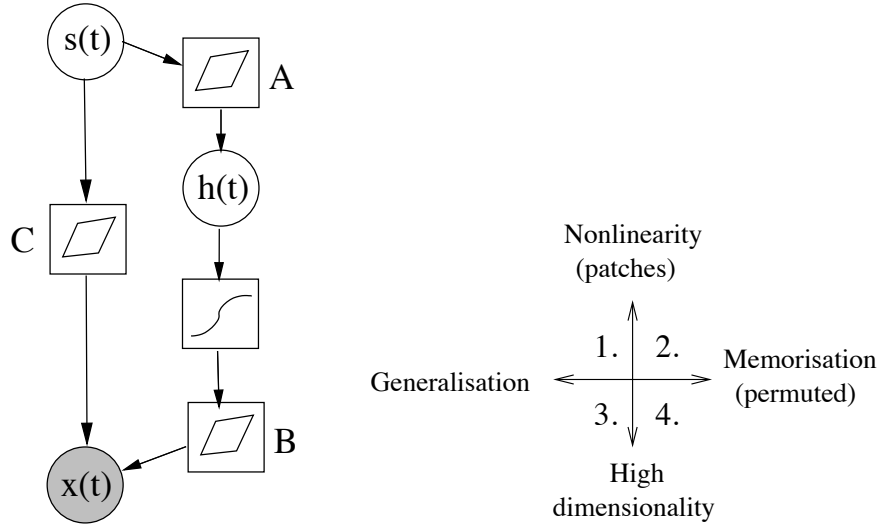 s(t)
A
h(t)
C
B
x(t)
Nonlinearity
(patches)
1. 2.
Generalisation
Memorisation
(permuted)
3. 4.
High
dimensionality